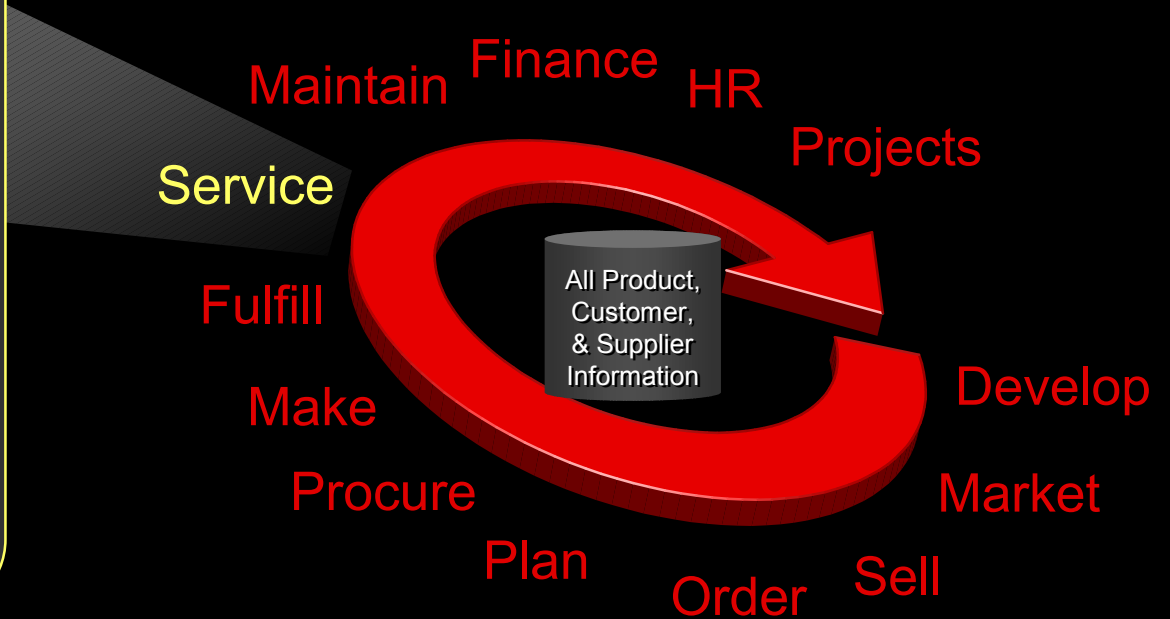 Finance
Maintain
HR
Projects
Service
All Product,
Customer,
& Supplier
Information
Fulfill
Develop
Make
Procure
Market
Plan
Sell
Order